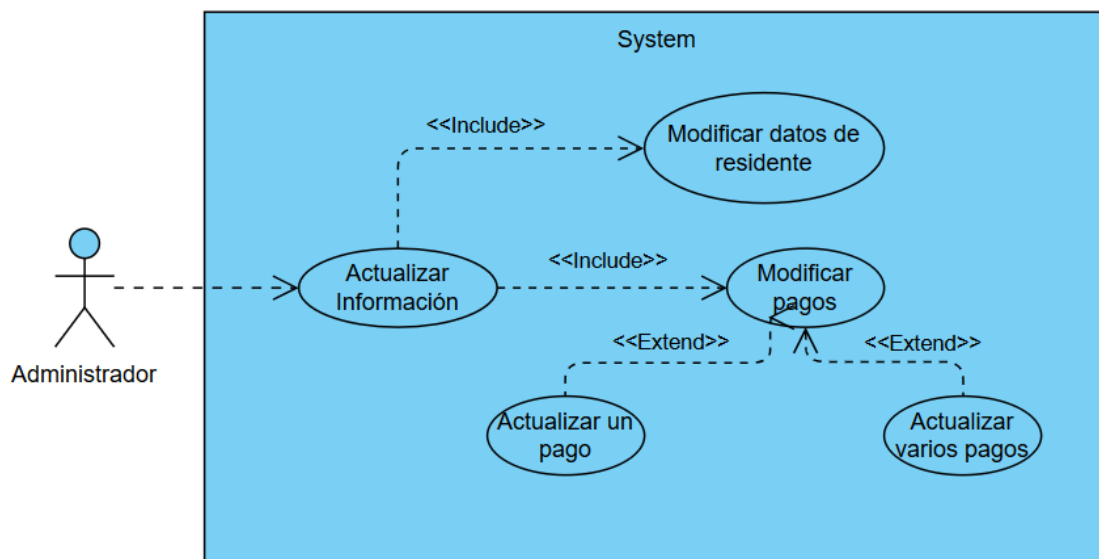 System
<<Include>>
Modificar datos de
residente
Actualizar
Información
<<Include>>
Modificar
pagos
<<Extend>>
<<Extend>>
Administrador
Actualizar un
pago
Actualizar
varios pagos